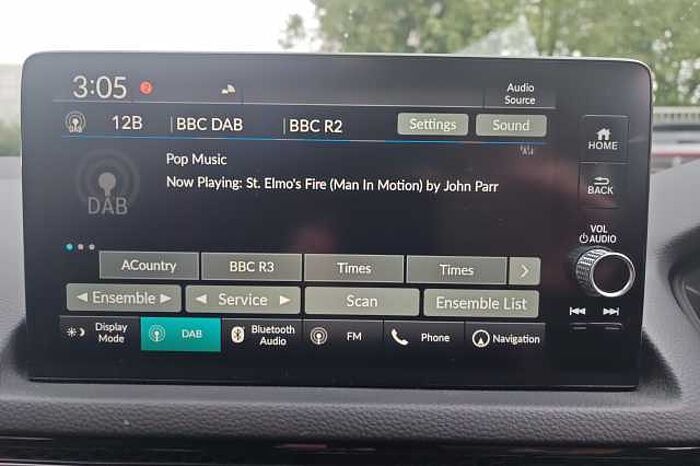 3:05
Audio
Source
DAB 12B BBC DAB BBC R2 Settings Sound
HOME
Pop Music
Now Playing: St. Elmo's Fire (Man In Motion) by John Parr
DAB
BACK
VOL
AUDIO
ACountry BBC R3 Times Times
Ensemble Service Scan Ensemble List
Display
Mode
DAB
Bluetooth
Audio
FM
Phone
Navigation